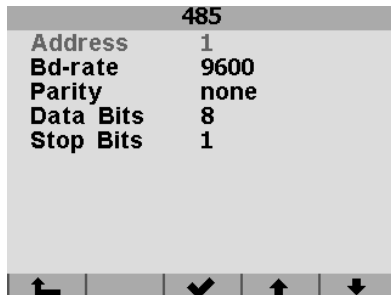 485
Address 1
Bd-rate 9600
Parity none
Data Bits 8
Stop Bits 1